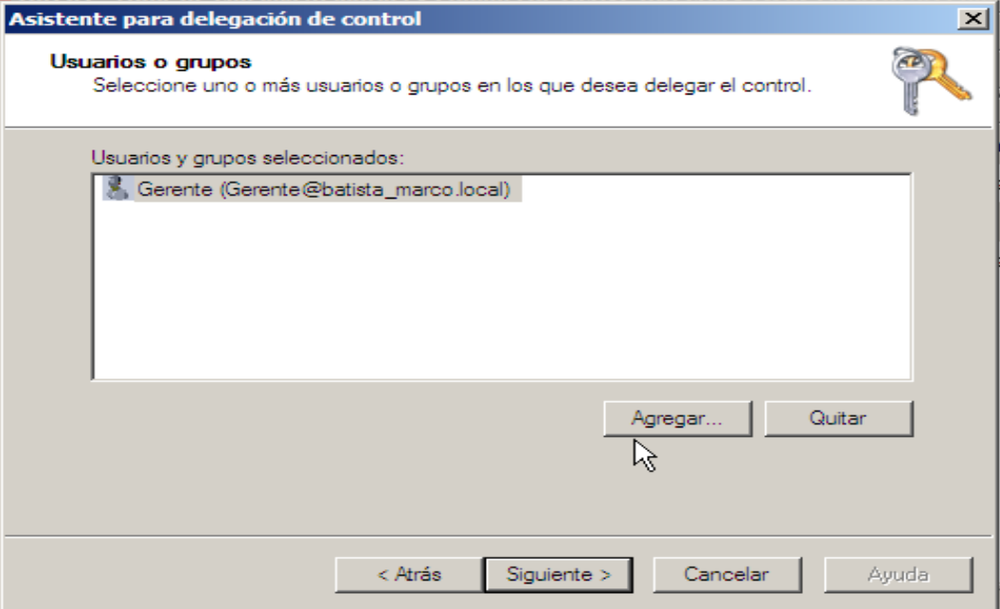 Asistente para delegación de control
Usuarios o grupos
Seleccione uno o más usuarios o grupos en los que desea delegar el control.
Usuarios y grupos seleccionados:
Gerente (Gerente@batista_marco.local)
Agregar...
Quitar
< Atrás
Siguiente >
Cancelar
Ayuda